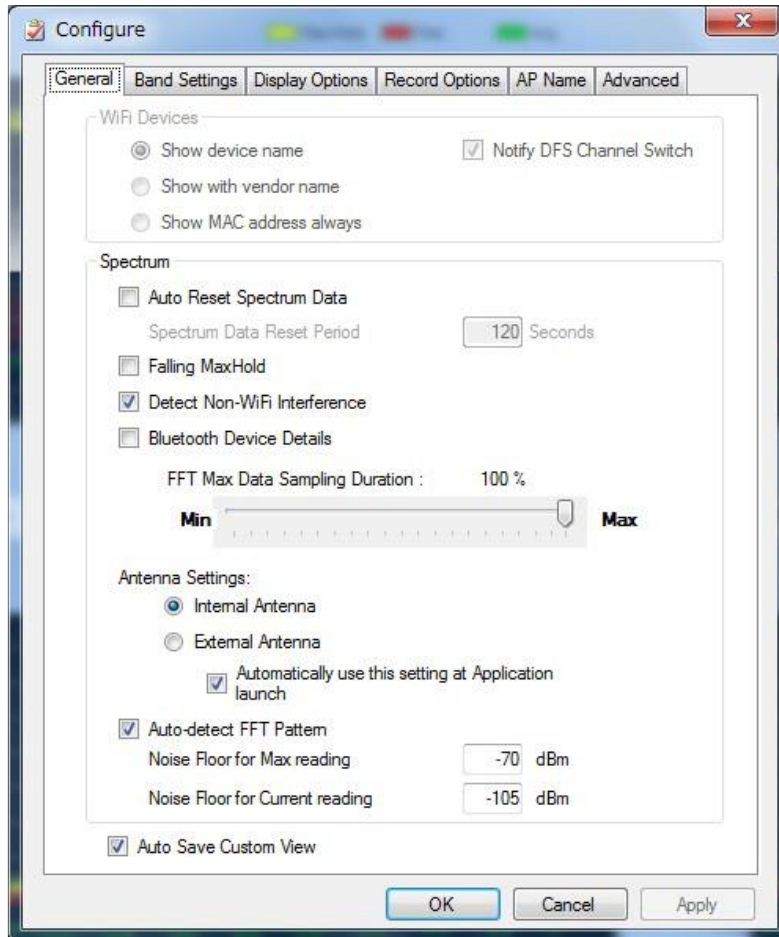 Configure
General Band Settings Display Options Record Options AP Name Advanced
WiFi Devices
Show device name
Notify DFS Channel Switch
Show with vendor name
Show MAC address always
Spectrum
Auto Reset Spectrum Data
Spectrum Data Reset Period 120 Seconds
Falling MaxHold
Detect Non-WiFi Interference
Bluetooth Device Details
FFT Max Data Sampling Duration : 100 %
Min Max
Antenna Settings:
Internal Antenna
External Antenna
Automatically use this setting at Application
launch
Auto-detect FFT Pattern
Noise Floor for Max reading -70 dBm
Noise Floor for Current reading -105 dBm
Auto Save Custom View
OK Cancel Apply